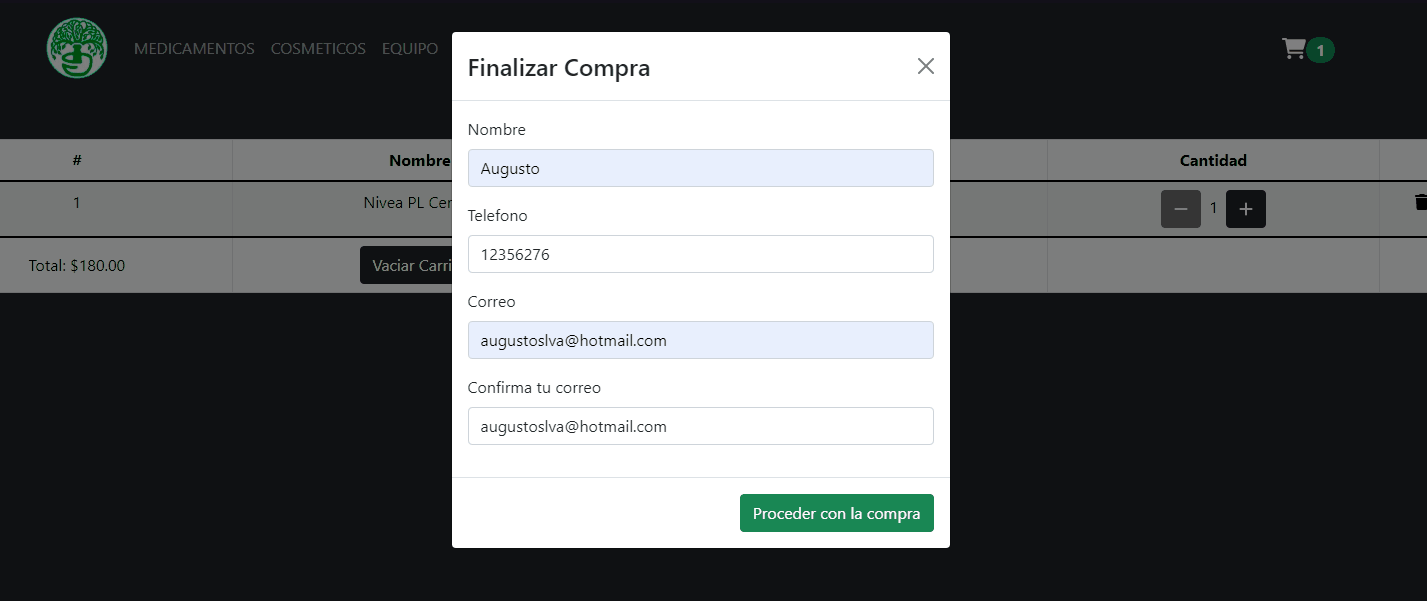 MEDICAMENTOS COSMETICOS EQUIPO
1
Finalizar Compra
Nombre
Augusto
Telefono
12356276
Correo
augustoslva@hotmail.com
Confirma tu correo
augustoslva@hotmail.com
Proceder con la compra
# Nombre Cantidad
1 Nivea PL Cer 1
Total: $180.00 Vaciar Carri